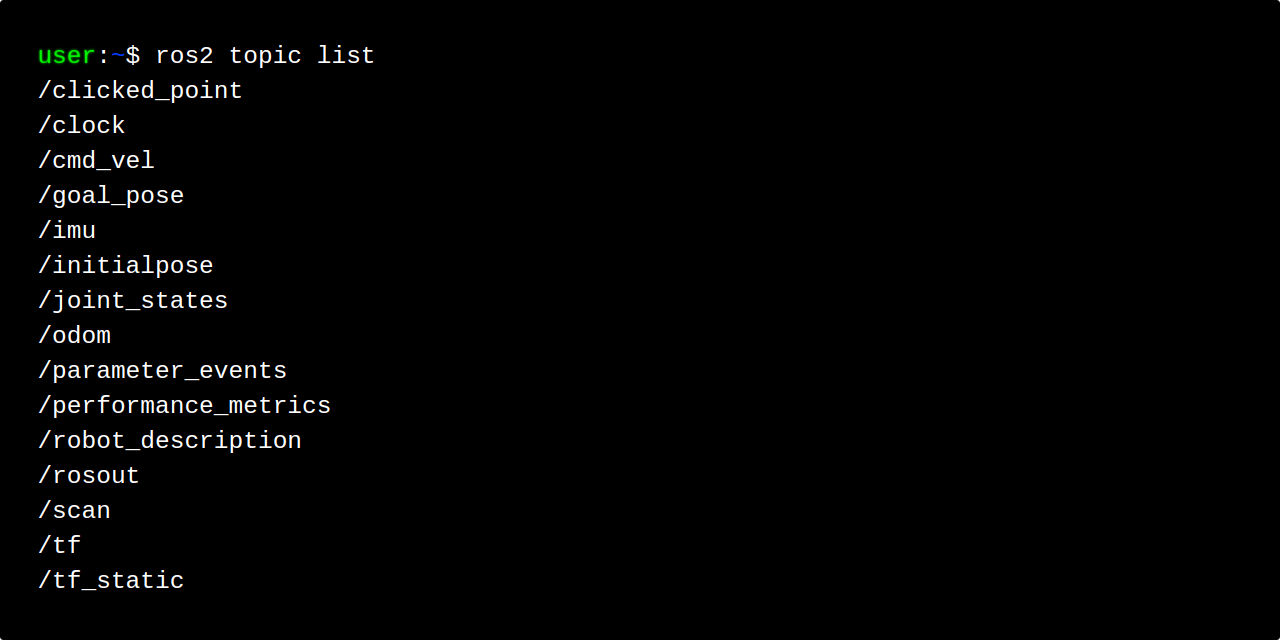 user:~$ ros2 topic list
/clicked_point
/clock
/cmd_vel
/goal_pose
/imu
/initialpose
/joint_states
/odom
/parameter_events
/performance_metrics
/robot_description
/rosout
/scan
/tf
/tf_static